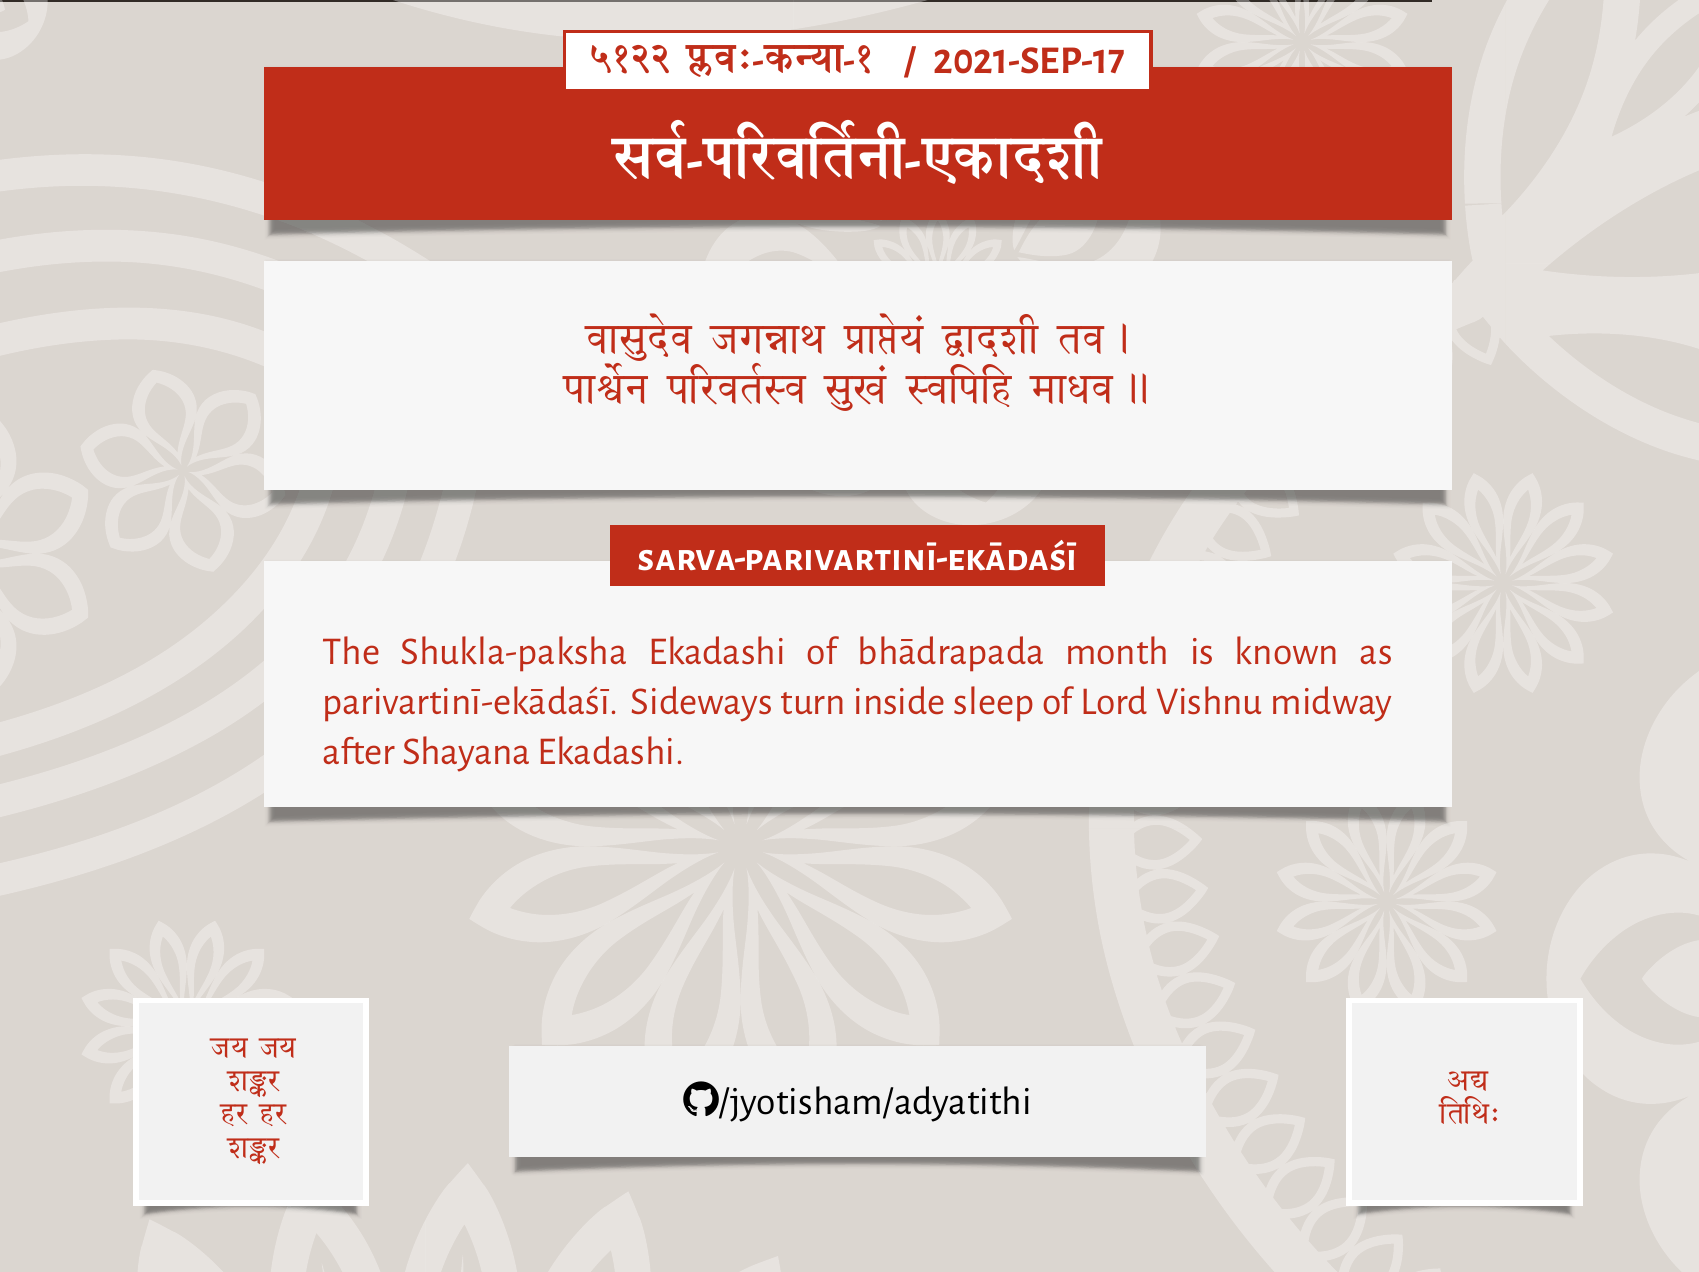 ५१२२ प्लवः-कन्या-१ / 2021-SEP-17
सर्व-परिवर्तिनी-एकादशी
वासुदेव जगन्नाथ प्राप्तेयं द्वादशी तव ।
पार्श्वेन परिवर्तस्व सुखं स्वपिहि माधव ॥
SARVA-PARIVARTINĪ-EKĀDAŚĪ
The Shukla-paksha Ekadashi of bhādrapada month is known as
parivartinī-ekādaśī. Sideways turn inside sleep of Lord Vishnu midway
after Shayana Ekadashi.
जय जय
शङ्कर
हर हर
शङ्कर
/jyotisham/adyatithi
अद्य
तिथिः